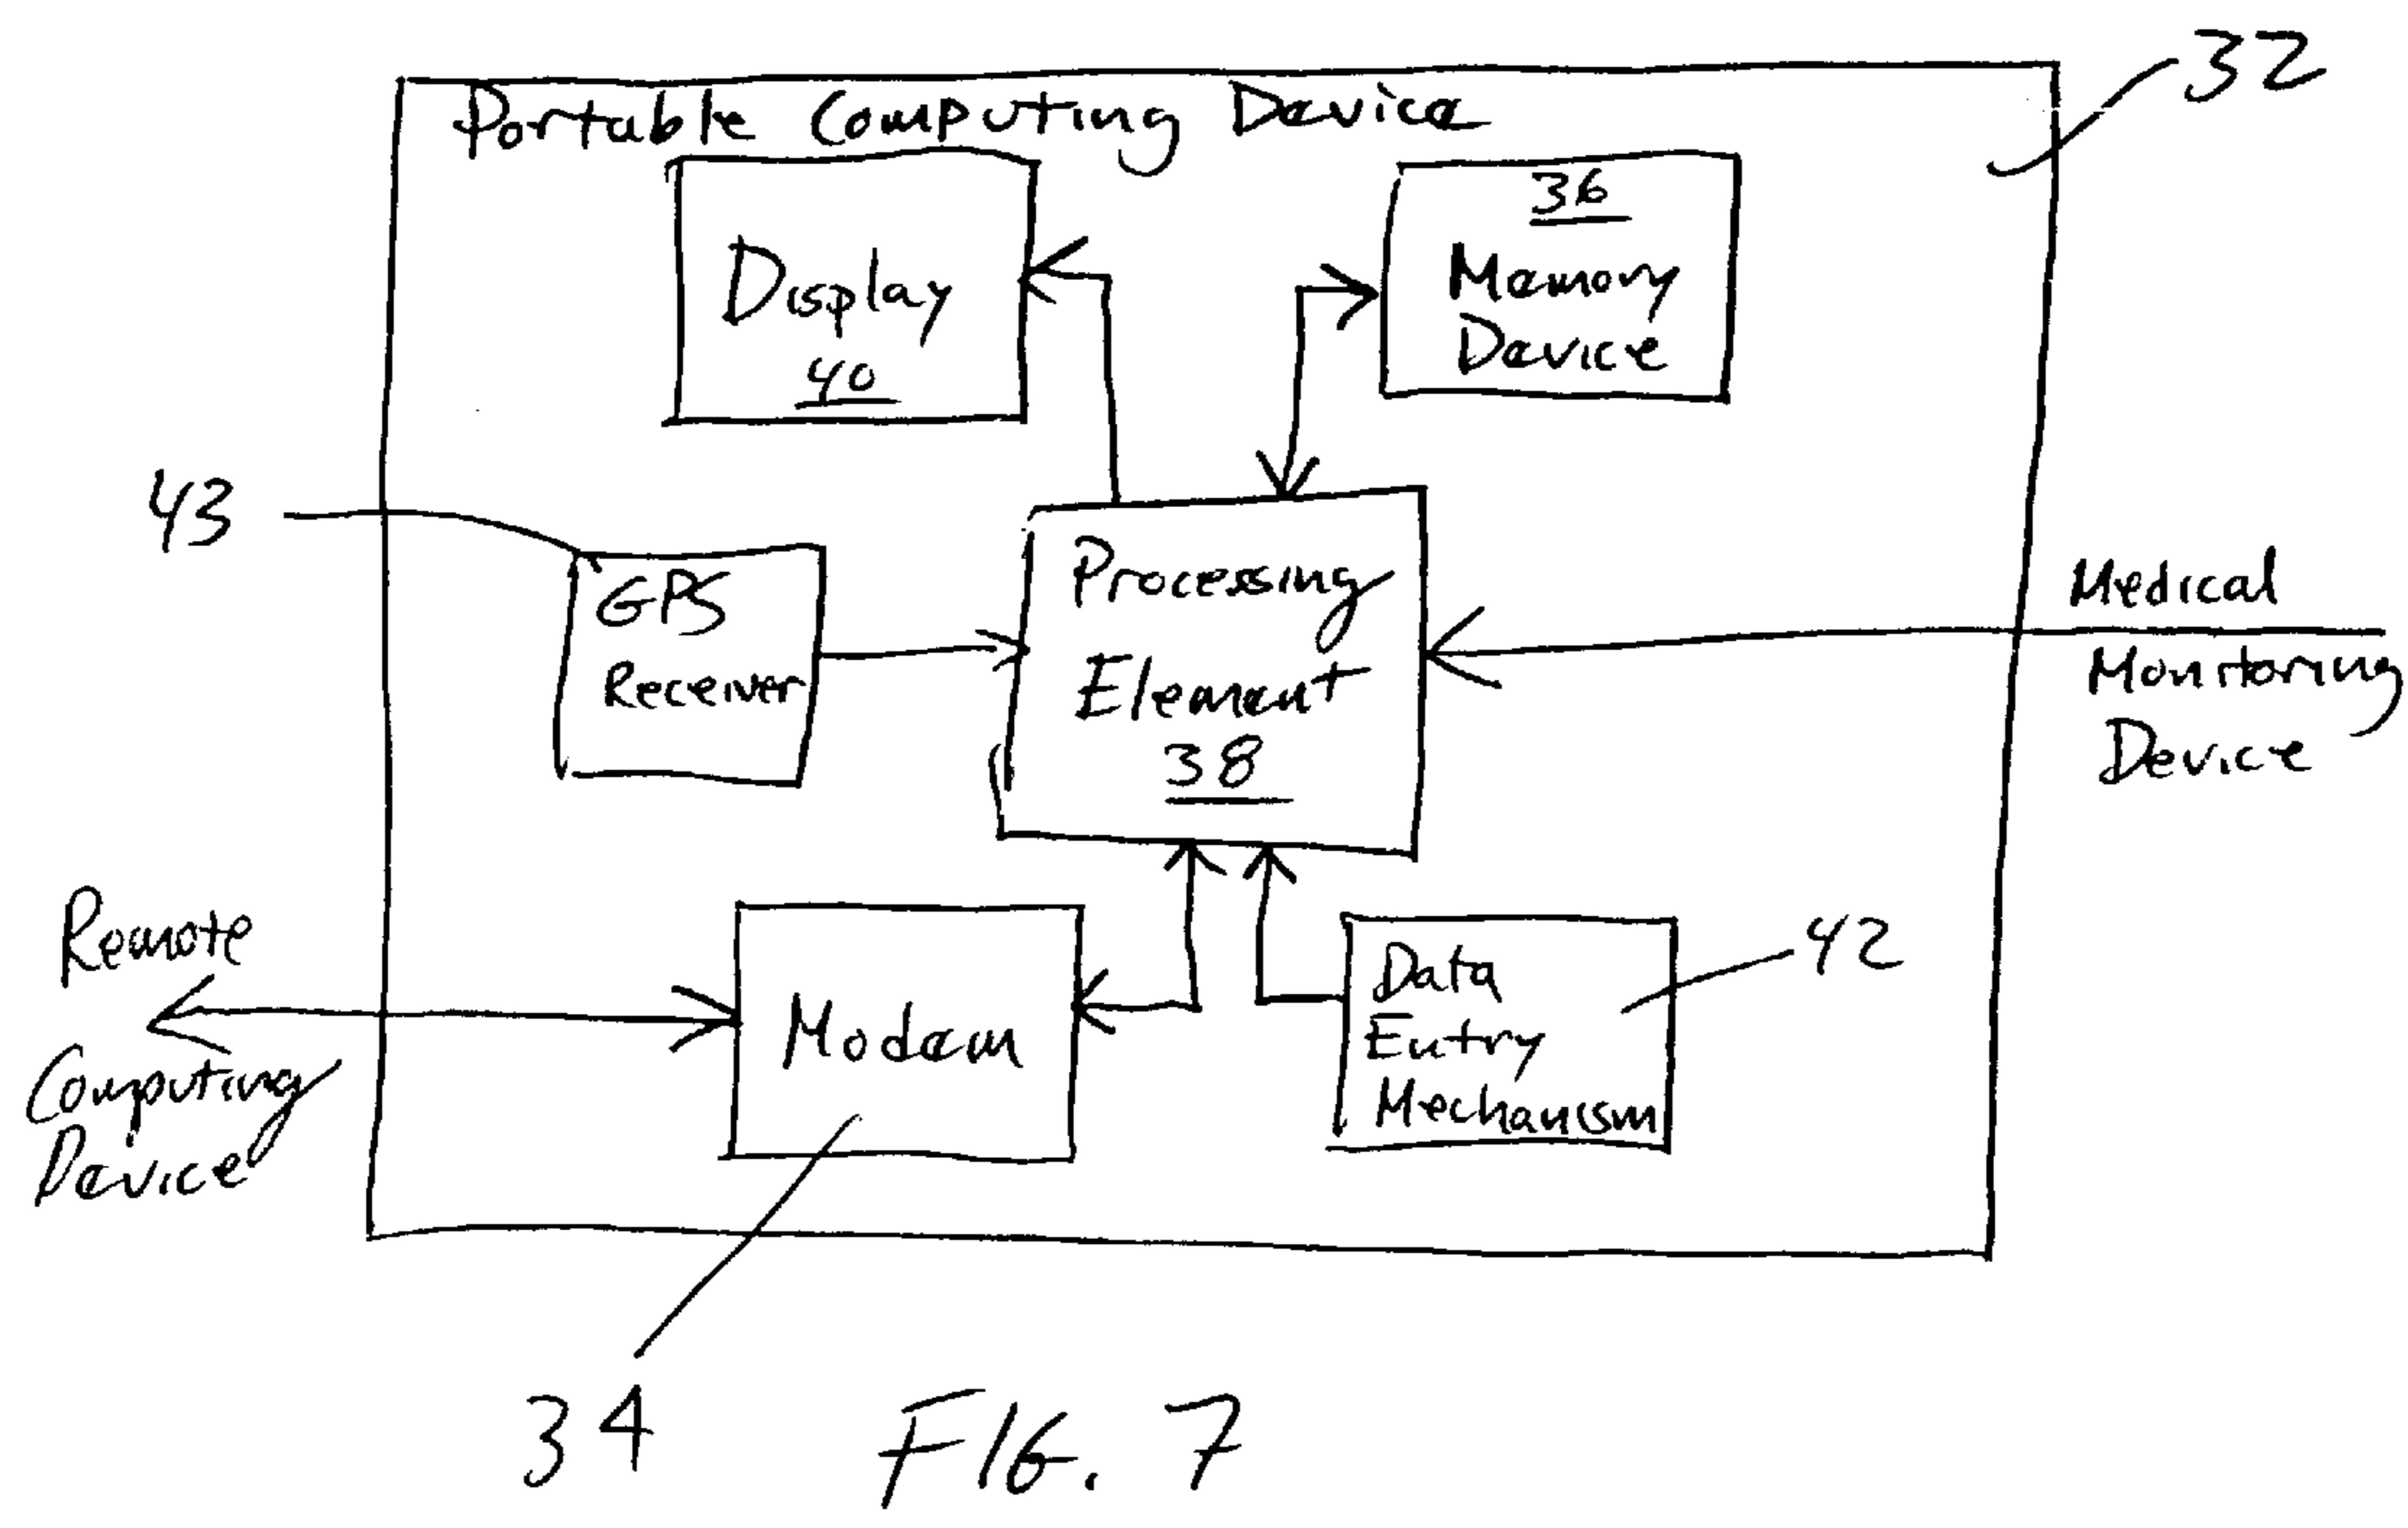 32
Portable Computing Device
36
Display
40
Memory
Device
43
GPS
Receiver
Processing
Element
38
Medical
Monitoring
Device
Remote
Computing
Device
Modem
Data
Entry
Mechanism
42
34
FIG. 7